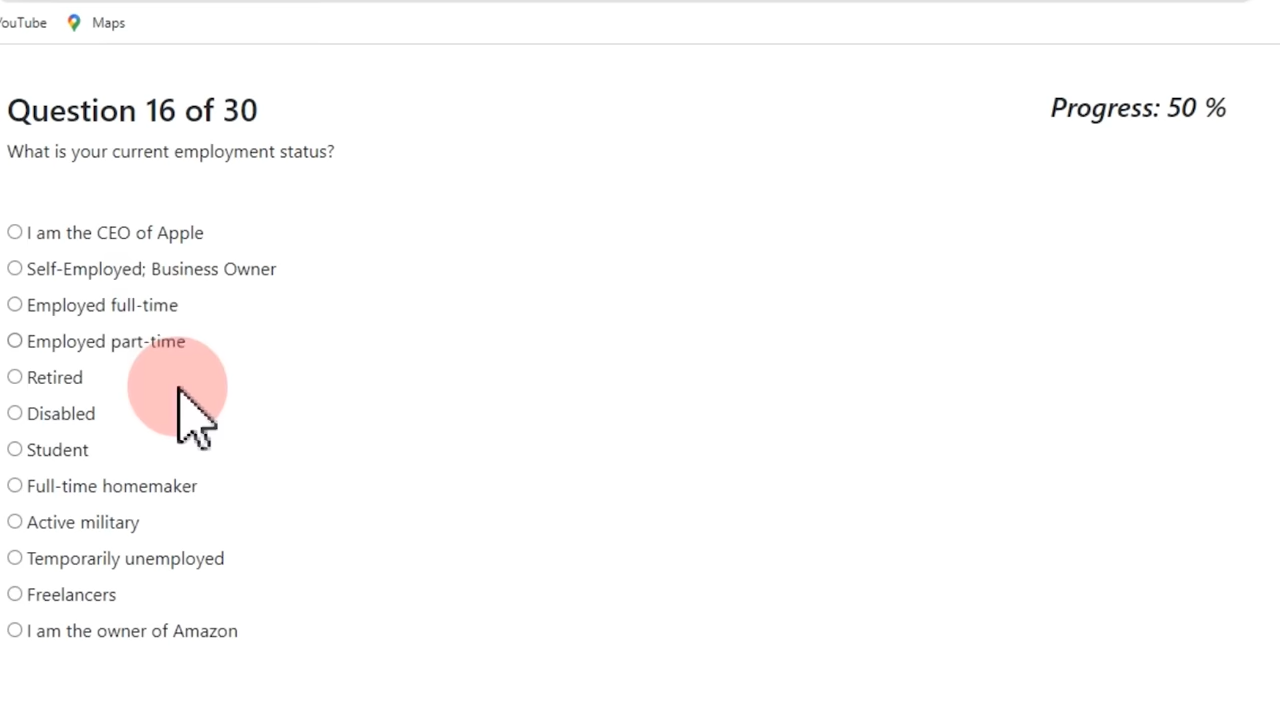 Maps
Question 16 of 30
Progress: 50 %
What is your current employment status?
I am the CEO of Apple
Self-Employed; Business Owner
Employed full-time
Employed part-time
Retired
Disabled
Student
Full-time homemaker
Active military
Temporarily unemployed
Freelancers
I am the owner of Amazon